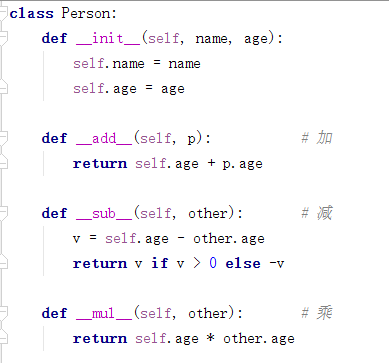 class Person:
    def __init__(self, name, age):
        self.name = name
        self.age = age
    def __add__(self, p):            # 加
        return self.age + p.age
    def __sub__(self, other):        # 减
        v = self.age - other.age
        return v if v > 0 else -v
    def __mul__(self, other):        # 乘
        return self.age * other.age